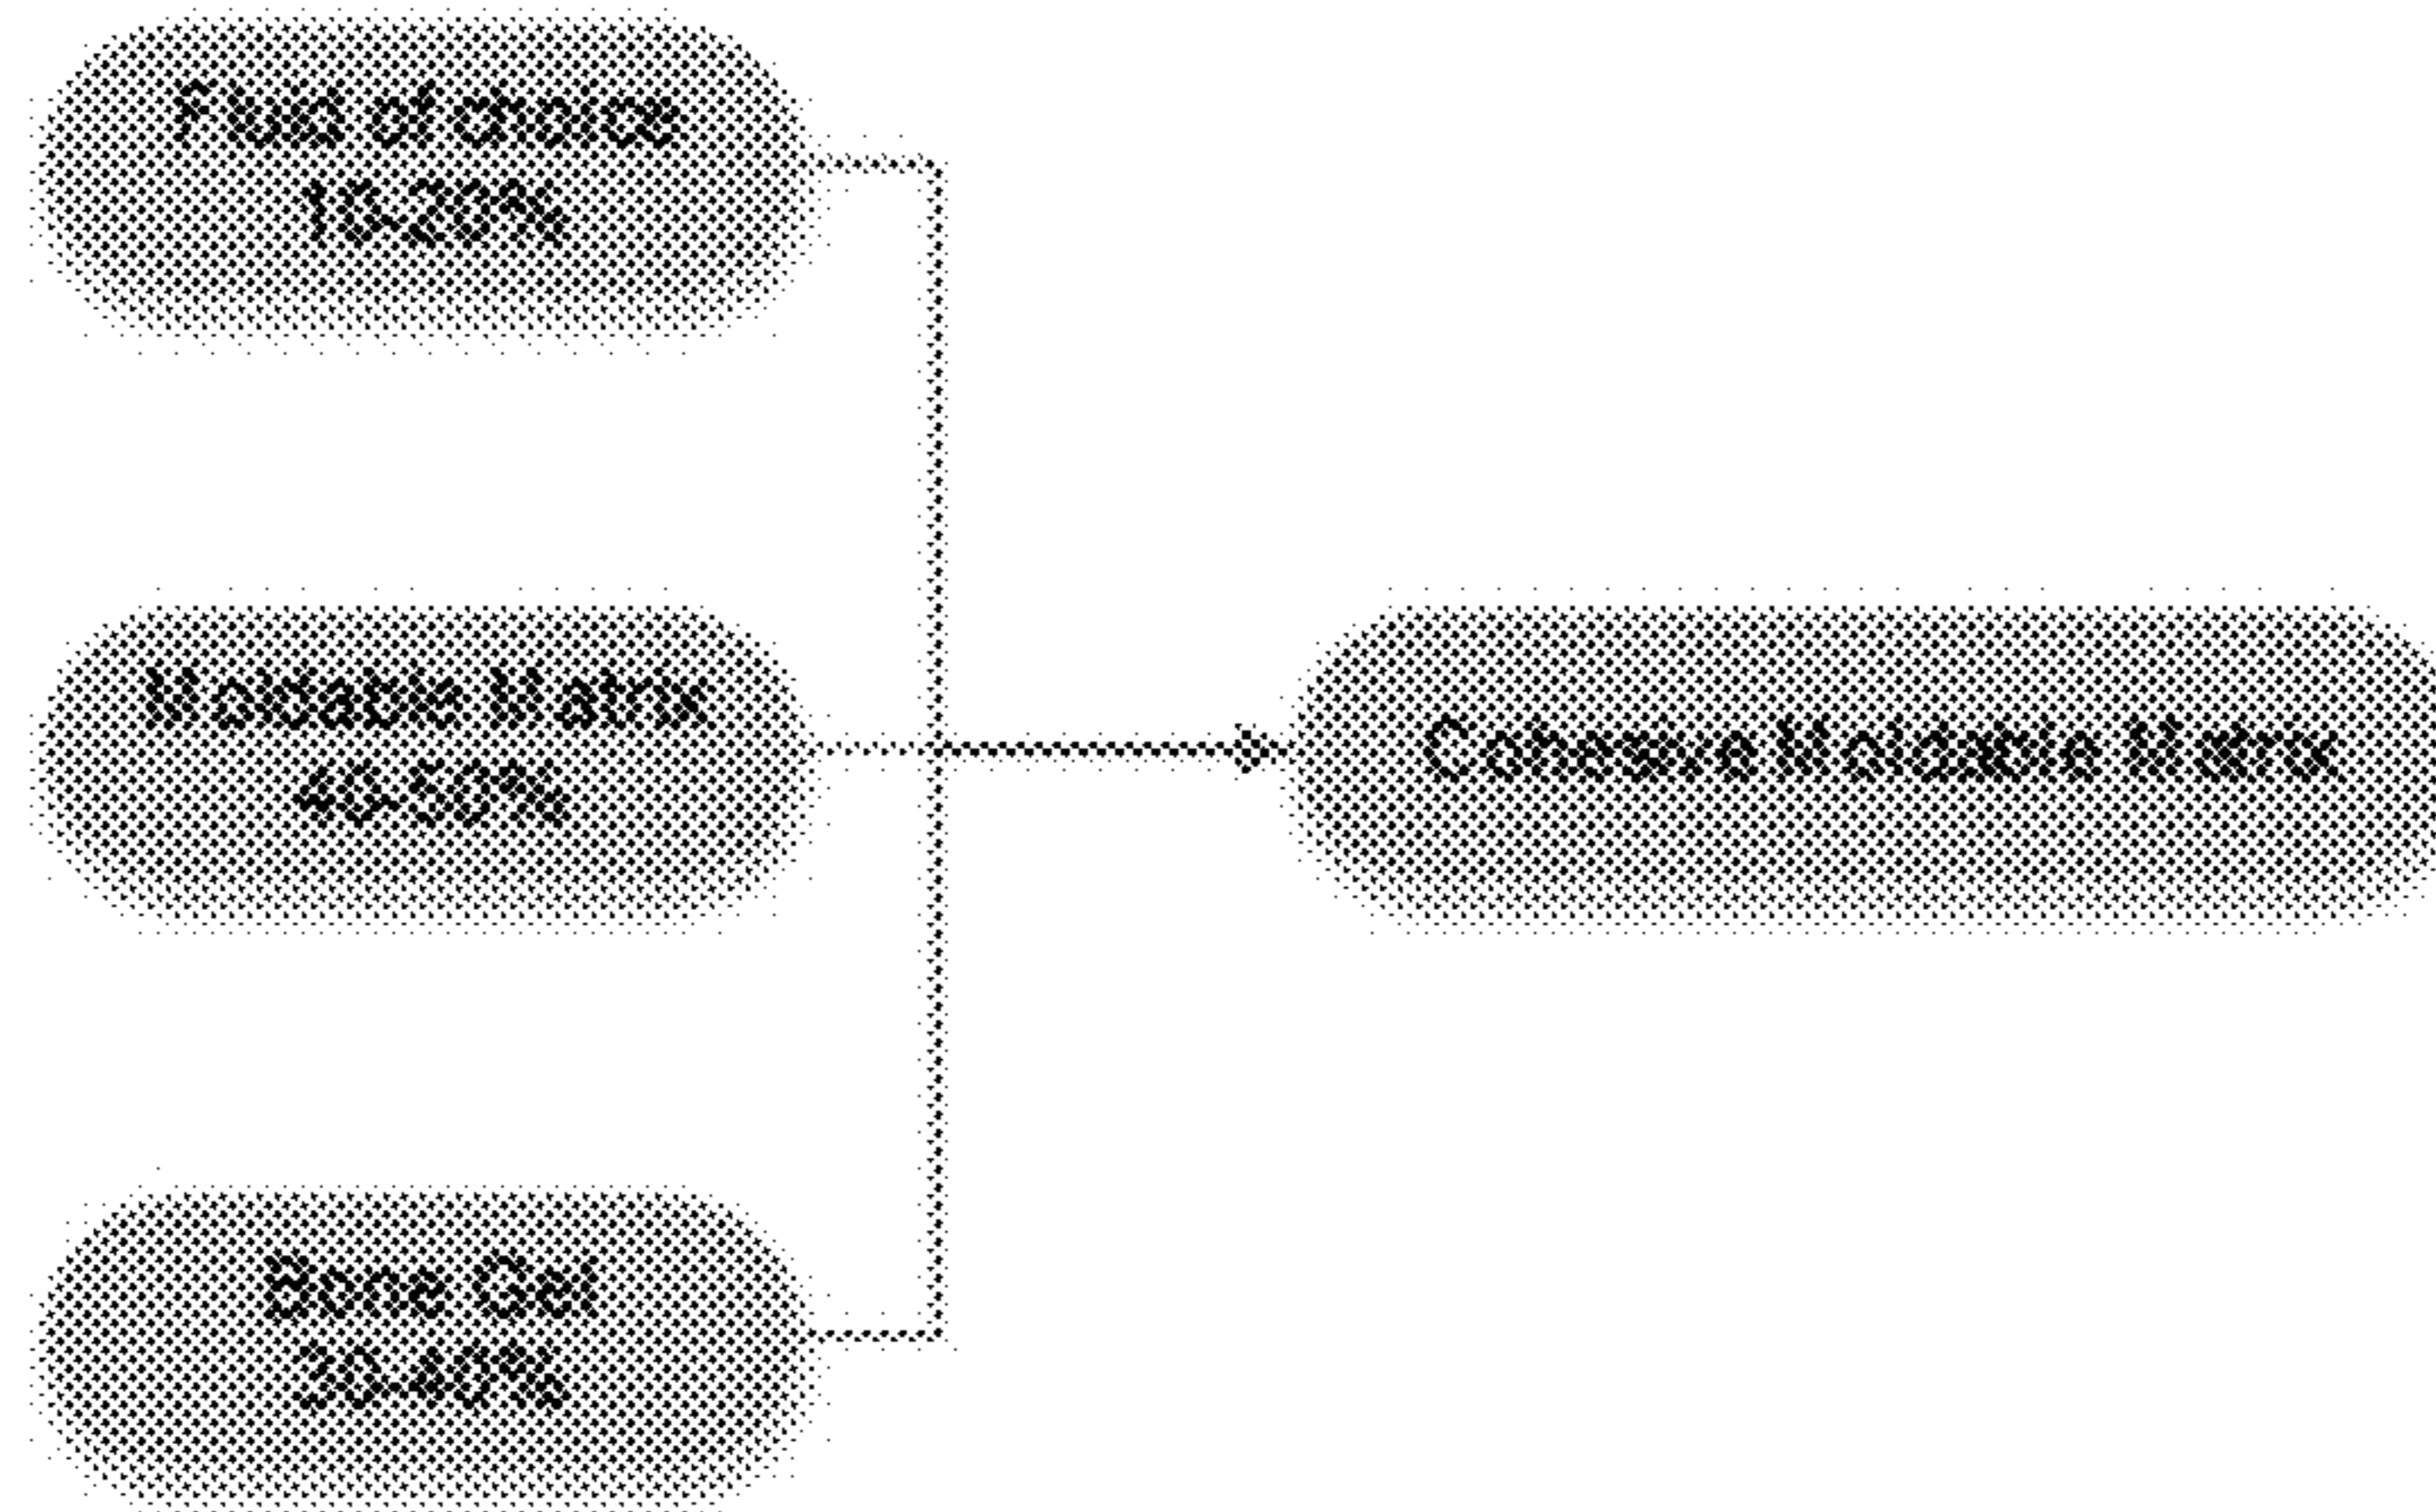 Fluid of choice
10-20%
Moldable Matrix
40-50%
Cohesive Moldable Matrix
Bone Gel
30-40%